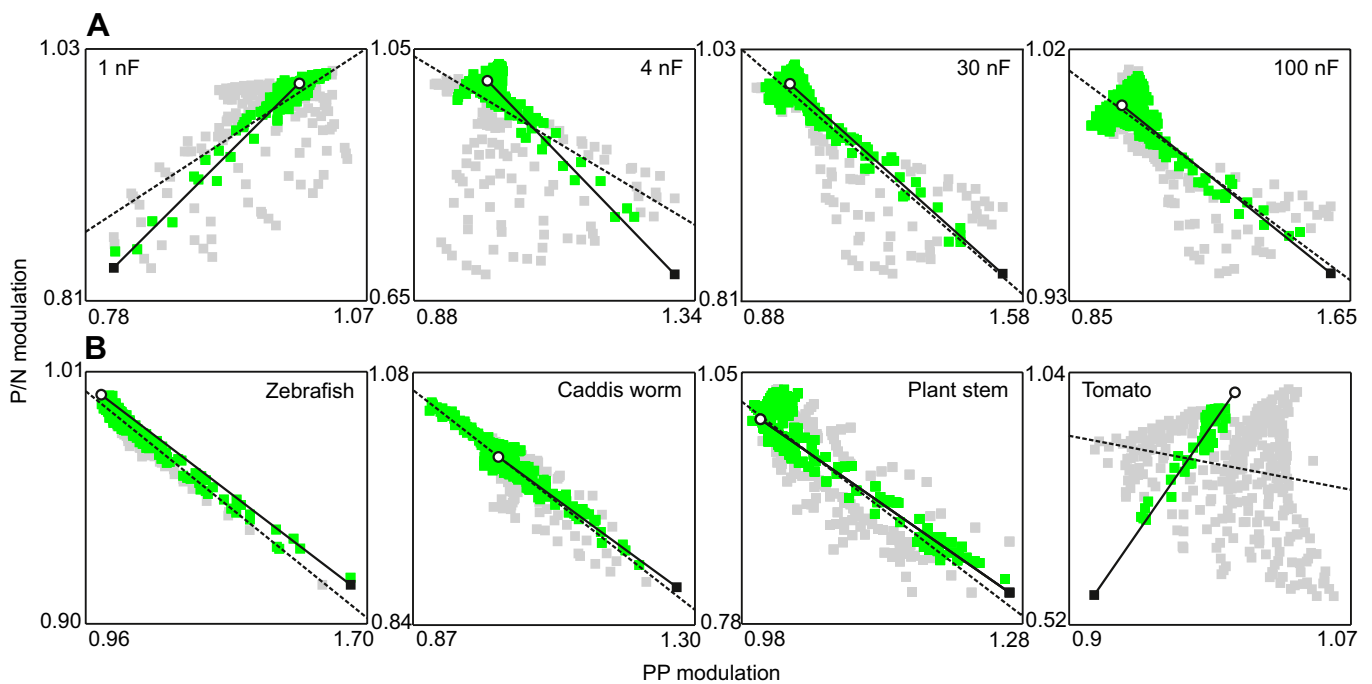 A
1.03 1 nF 1.05 4 nF 1.03 30 nF 1.02 100 nF
0.81 0.65 0.81 0.93
0.78 1.07 0.88 1.34 0.88 1.58 0.85 1.65
P/N modulation
B
1.01 Zebrafish 1.08 Caddis worm 1.05 Plant stem 1.04 Tomato
0.90 0.84 0.78 0.52
0.96 1.70 0.87 1.30 0.98 1.28 0.9 1.07
PP modulation